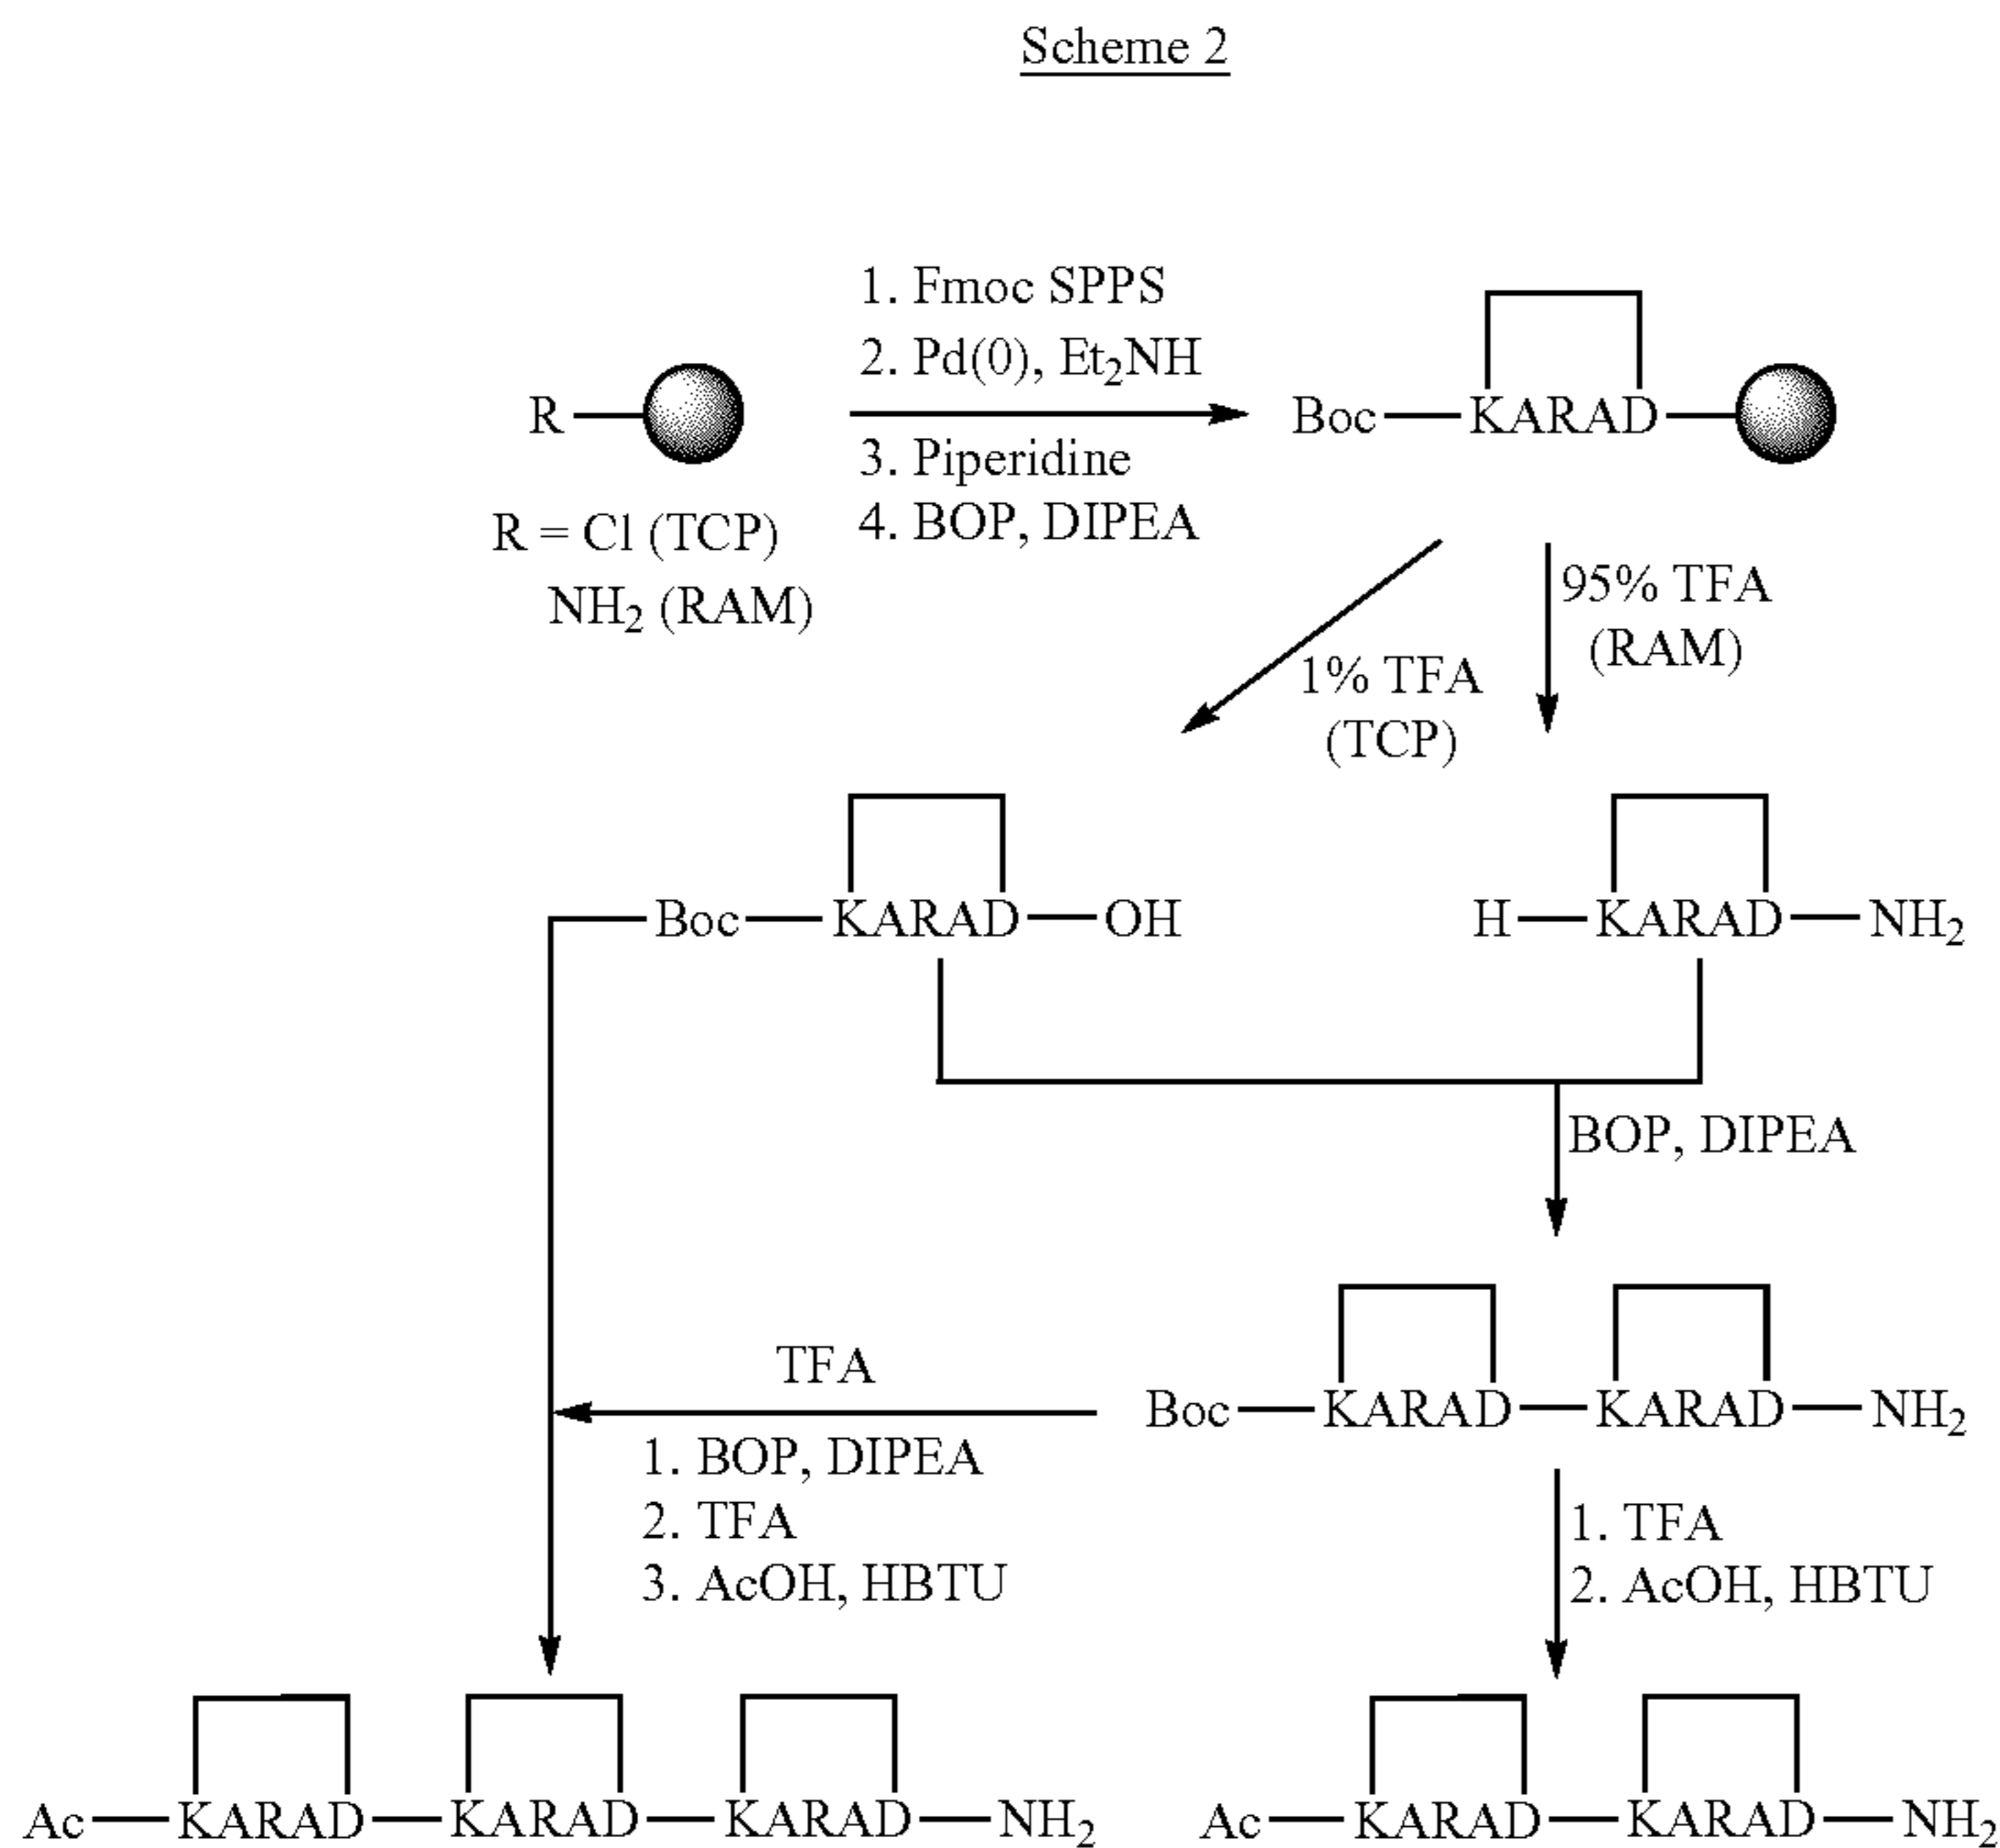 Scheme 2
1. Fmoc SPPS
2. Pd(0), Et₂NH
3. Piperidine
4. BOP, DIPEA
R
R = Cl (TCP)
NH₂ (RAM)
Boc—KARAD
1% TFA
(TCP)
95% TFA
(RAM)
Boc—KARAD—OH
H—KARAD—NH₂
BOP, DIPEA
Boc—KARAD—KARAD—NH₂
TFA
1. BOP, DIPEA
2. TFA
3. AcOH, HBTU
1. TFA
2. AcOH, HBTU
Ac—KARAD—KARAD—KARAD—NH₂
Ac—KARAD—KARAD—NH₂